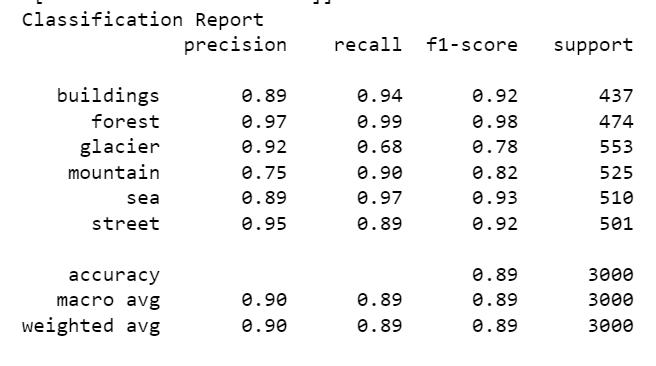 ]]
Classification Report
precision recall f1-score support
buildings 0.89 0.94 0.92 437
forest 0.97 0.99 0.98 474
glacier 0.92 0.68 0.78 553
mountain 0.75 0.90 0.82 525
sea 0.89 0.97 0.93 510
street 0.95 0.89 0.92 501
accuracy 0.89 3000
macro avg 0.90 0.89 0.89 3000
weighted avg 0.90 0.89 0.89 3000